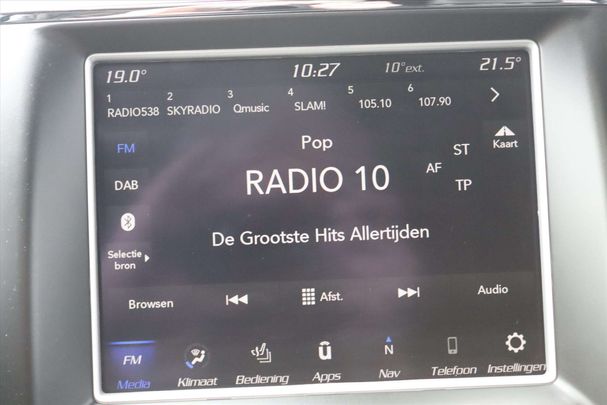 19.0° 10:27 10°ext. 21.5°
1 2 3 4 5 6
RADIO538 SKYRADIO Qmusic SLAM! 105.10 107.90
FM Pop ST Kaart
DAB RADIO 10 AF TP
De Grootste Hits Allertijden
Selectie
bron
Browsen Afst. Audio
FM N
Media Klimaat Bediening Apps Nav Telefoon Instellingen